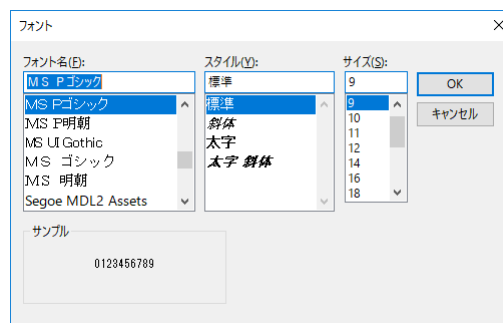 フォント
フォント名(F):
MS Pゴシック
MS Pゴシック
MS P明朝
MS UI Gothic
MS ゴシック
MS 明朝
Segoe MDL2 Assets
スタイル(Y):
標準
標準
斜体
太字
太字 斜体
サイズ(S):
9
9
10
11
12
14
16
18
OK
キャンセル
サンプル
0123456789